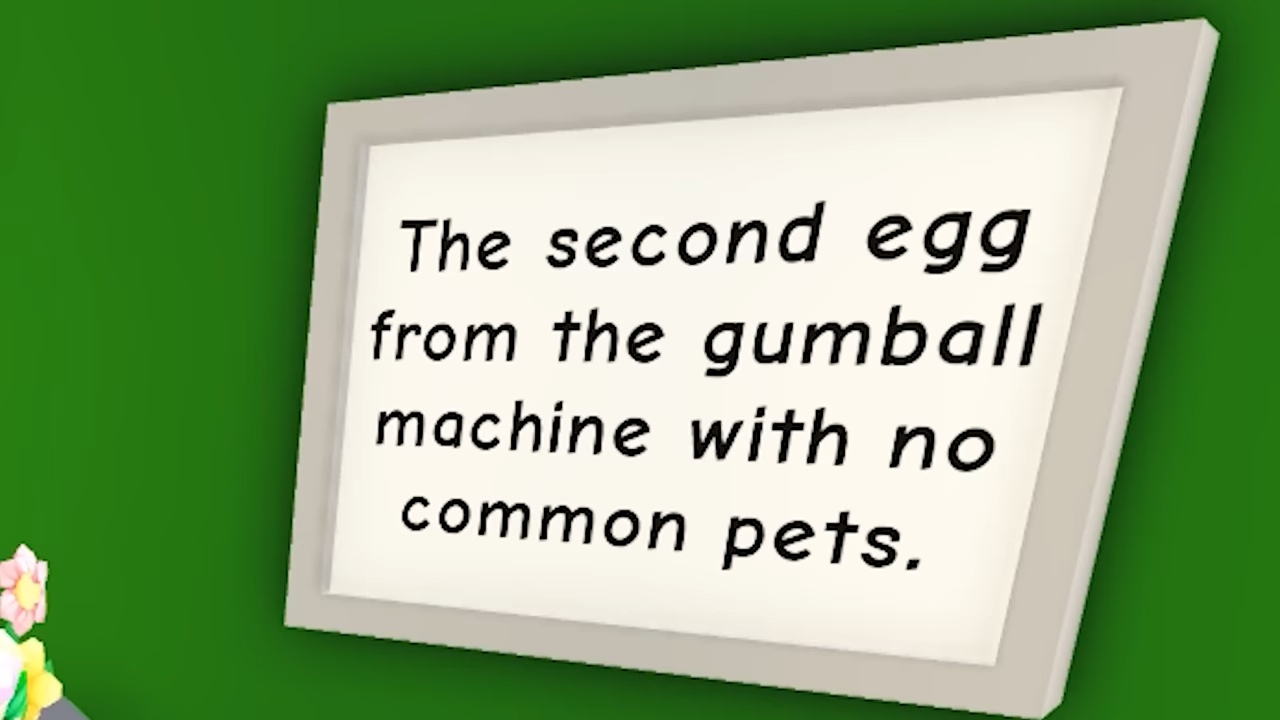 The second egg
from the gumball
machine with no
common pets.